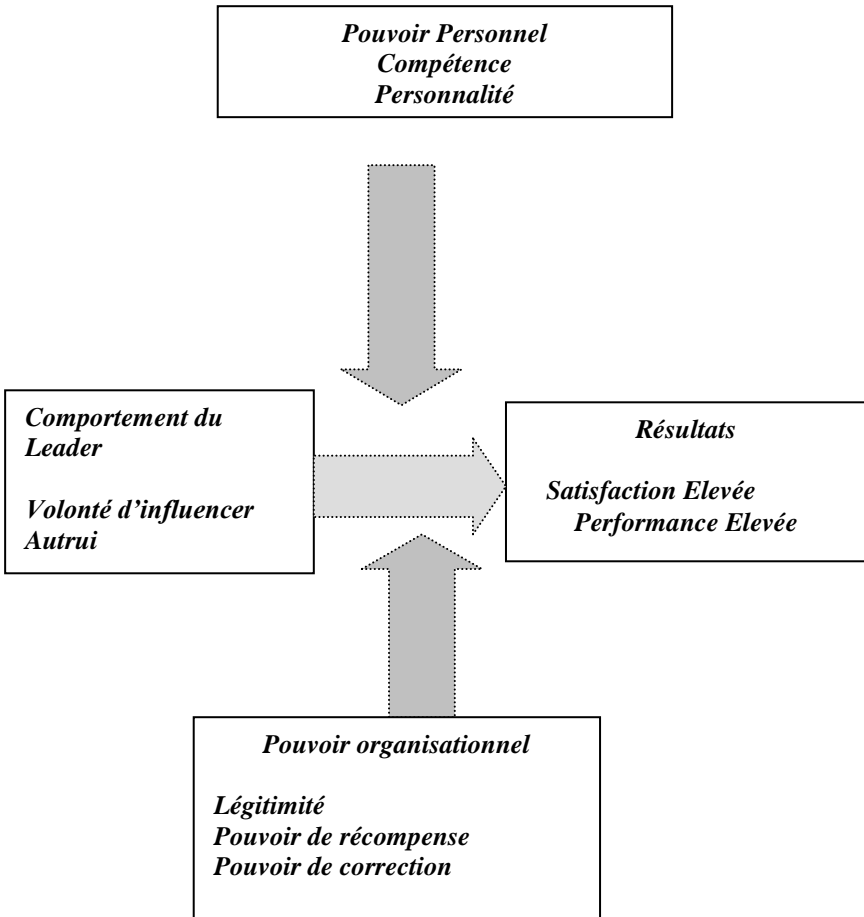 Pouvoir Personnel
Compétence
Personnalité
Comportement du
Leader
Volonté d'influencer
Autrui
Résultats
Satisfaction Elevée
Performance Elevée
Pouvoir organisationnel
Légitimité
Pouvoir de récompense
Pouvoir de correction